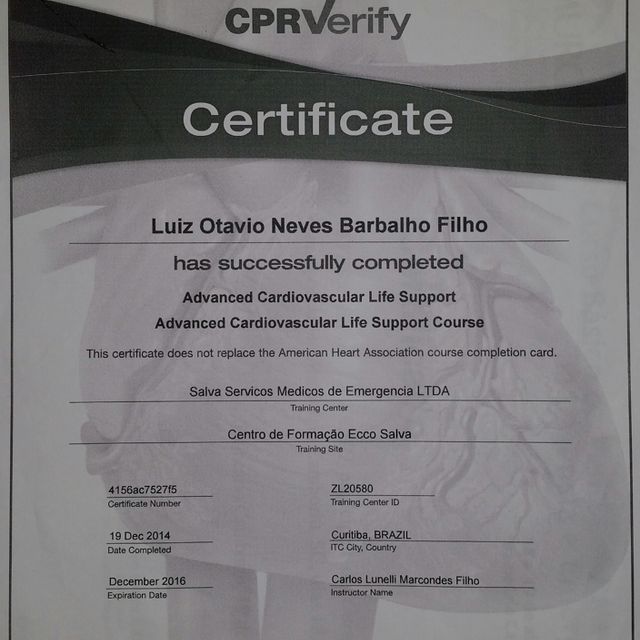 CPRVerify
Certificate
Luiz Otavio Neves Barbalho Filho
has successfully completed
Advanced Cardiovascular Life Support
Advanced Cardiovascular Life Support Course
This certificate does not replace the American Heart Association course completion card.
Salva Servicos Medicos de Emergencia LTDA
Training Center
Centro de Formação Ecco Salva
Training Site
4156ac7527f5
Certificate Number
ZL20580
Training Center ID
19 Dec 2014
Date Completed
Curitiba, BRAZIL
ITC City, Country
December 2016
Expiration Date
Carlos Lunelli Marcondes Filho
Instructor Name